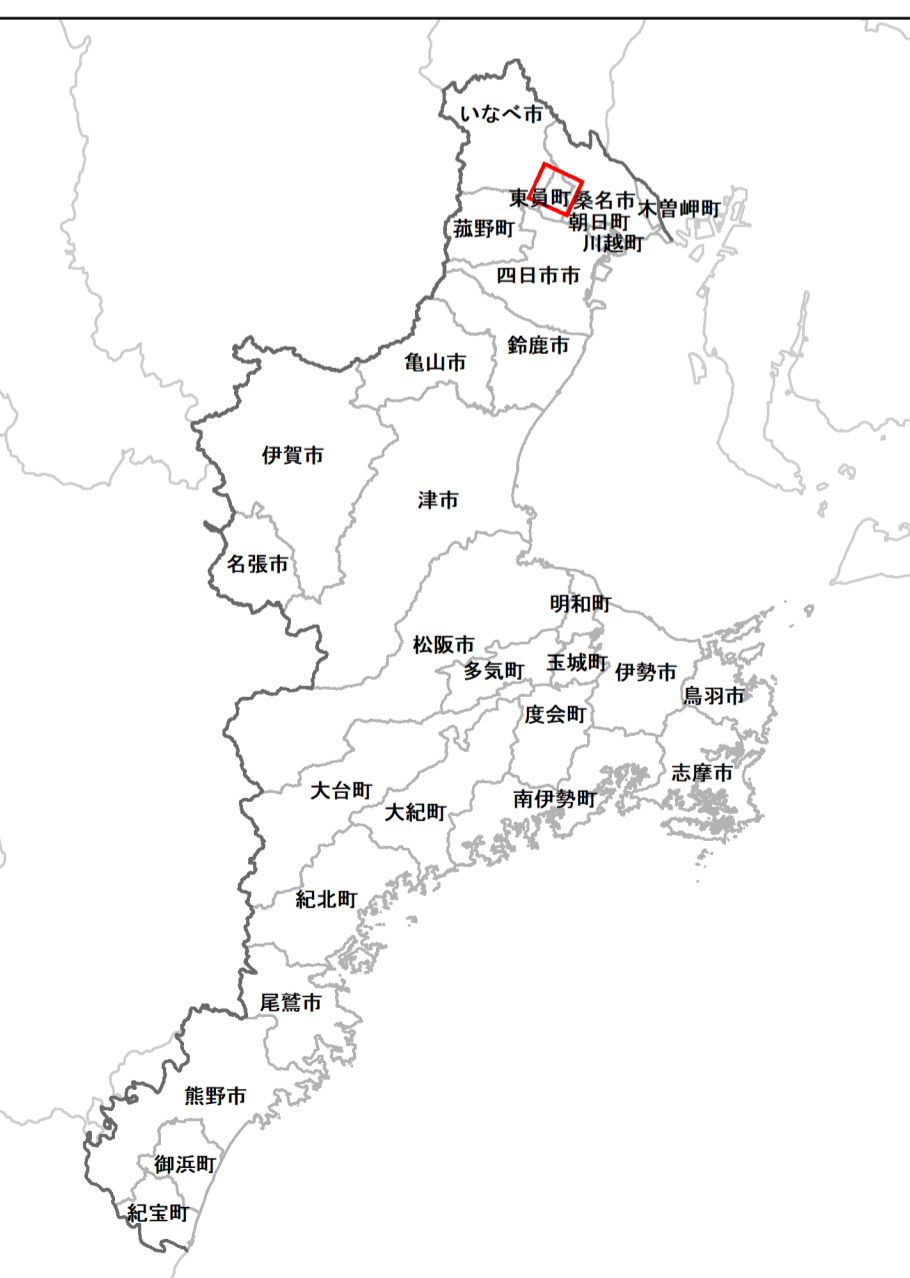 いなべ市
東員町
桑名市
木曽岬町
朝日町
菰野町
川越町
四日市市
鈴鹿市
亀山市
伊賀市
津市
名張市
明和町
松阪市
多気町
玉城町
伊勢市
鳥羽市
度会町
志摩市
大台町
南伊勢町
大紀町
紀北町
尾鷲市
熊野市
御浜町
紀宝町